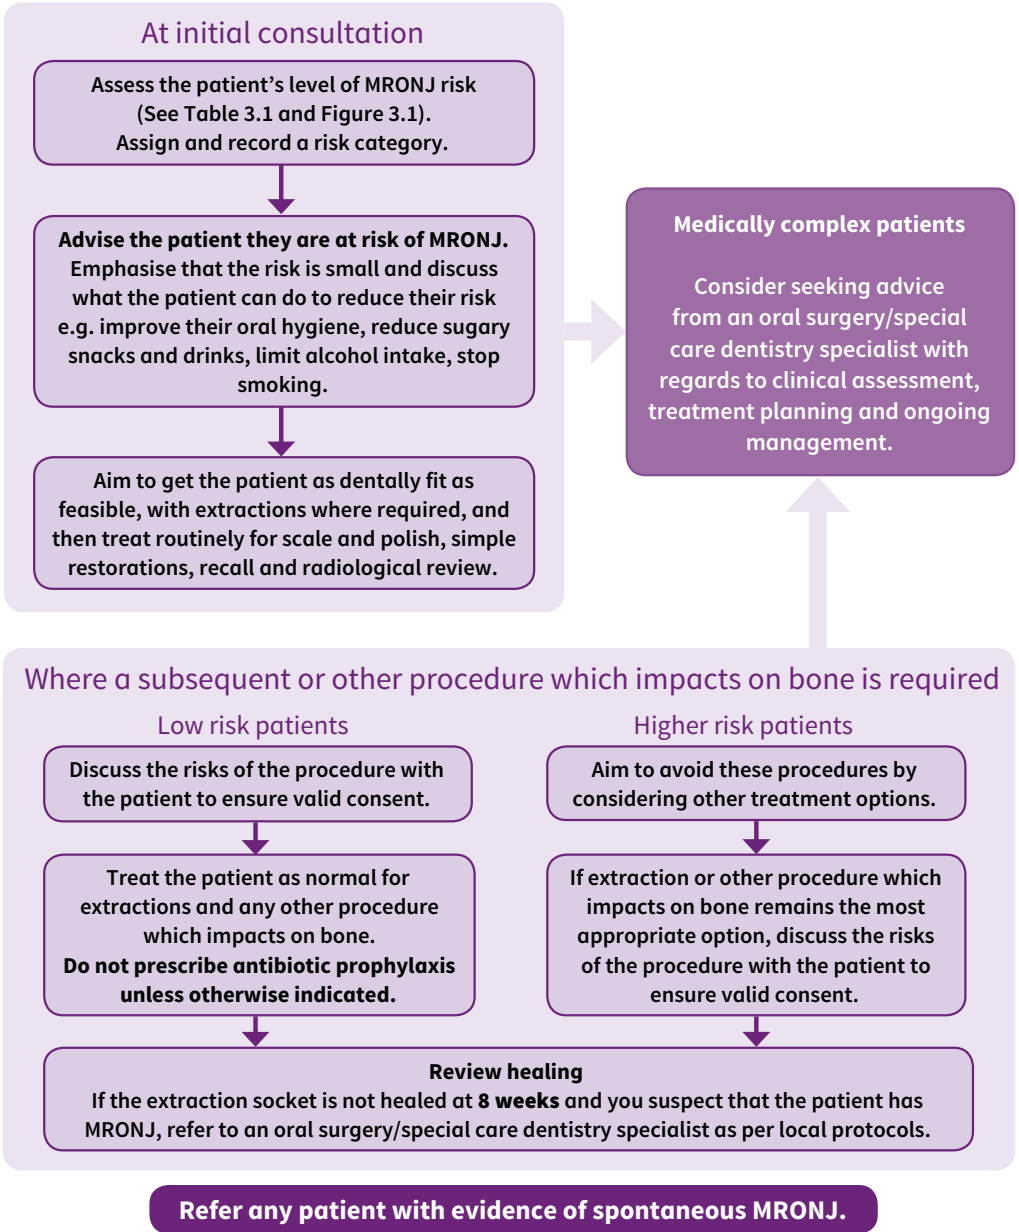 At initial consultation
Assess the patient’s level of MRONJ risk
(See Table 3.1 and Figure 3.1).
Assign and record a risk category.
Advise the patient they are at risk of MRONJ.
Emphasise that the risk is small and discuss
what the patient can do to reduce their risk
e.g. improve their oral hygiene, reduce sugary
snacks and drinks, limit alcohol intake, stop
smoking.
Aim to get the patient as dentally fit as
feasible, with extractions where required, and
then treat routinely for scale and polish, simple
restorations, recall and radiological review.
Medically complex patients
Consider seeking advice
from an oral surgery/special
care dentistry specialist with
regards to clinical assessment,
treatment planning and ongoing
management.
Where a subsequent or other procedure which impacts on bone is required
Low risk patients
Discuss the risks of the procedure with
the patient to ensure valid consent.
Treat the patient as normal for
extractions and any other procedure
which impacts on bone.
Do not prescribe antibiotic prophylaxis
unless otherwise indicated.
Higher risk patients
Aim to avoid these procedures by
considering other treatment options.
If extraction or other procedure which
impacts on bone remains the most
appropriate option, discuss the risks
of the procedure with the patient to
ensure valid consent.
Review healing
If the extraction socket is not healed at 8 weeks and you suspect that the patient has
MRONJ, refer to an oral surgery/special care dentistry specialist as per local protocols.
Refer any patient with evidence of spontaneous MRONJ.